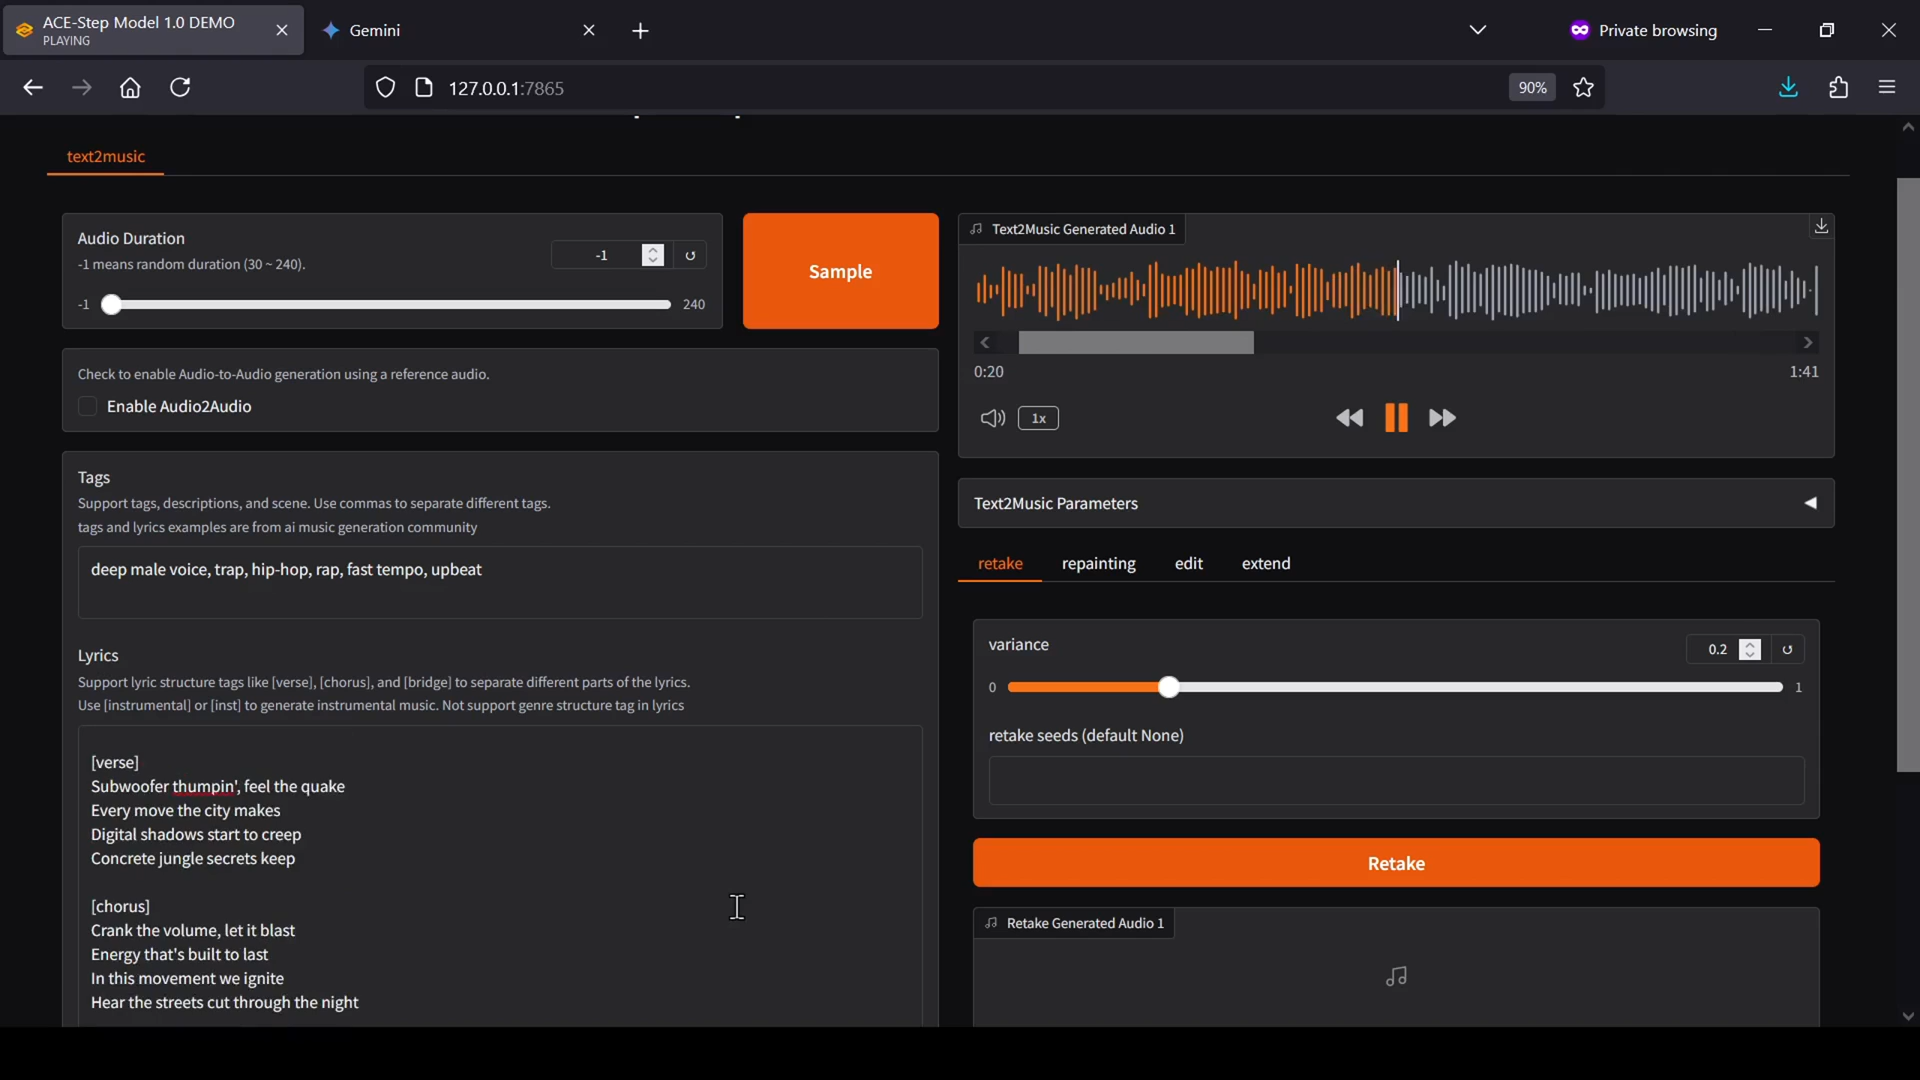 ACE-Step Model 1.0 DEMO
PLAYING
Gemini
Private browsing
127.0.0.1:7865
90%
text2music
Audio Duration
-1 means random duration (30 ~ 240).
-1
-1
240
Sample
Check to enable Audio-to-Audio generation using a reference audio.
Enable Audio2Audio
Tags
Support tags, descriptions, and scene. Use commas to separate different tags.
tags and lyrics examples are from ai music generation community
deep male voice, trap, hip-hop, rap, fast tempo, upbeat
Lyrics
Support lyric structure tags like [verse], [chorus], and [bridge] to separate different parts of the lyrics.
Use [instrumental] or [inst] to generate instrumental music. Not support genre structure tag in lyrics
[verse]
Subwoofer thumpin', feel the quake
Every move the city makes
Digital shadows start to creep
Concrete jungle secrets keep
[chorus]
Crank the volume, let it blast
Energy that's built to last
In this movement we ignite
Hear the streets cut through the night
Text2Music Generated Audio 1
0:20
1:41
1x
Text2Music Parameters
retake
repainting
edit
extend
variance
0.2
0
1
retake seeds (default None)
Retake
Retake Generated Audio 1